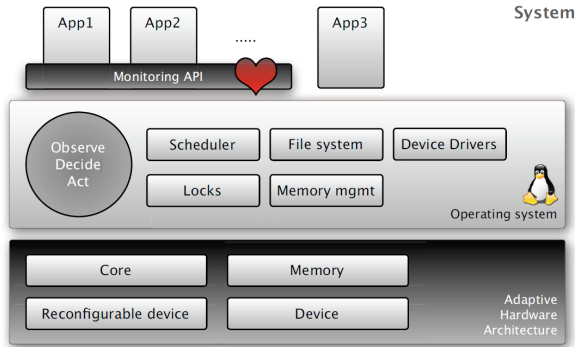 System
App1
App2
.....
App3
Monitoring API
Observe
Decide
Act
Scheduler
File system
Device Drivers
Locks
Memory mgmt
Operating system
Core
Memory
Reconfigurable device
Device
Adaptive
Hardware
Architecture